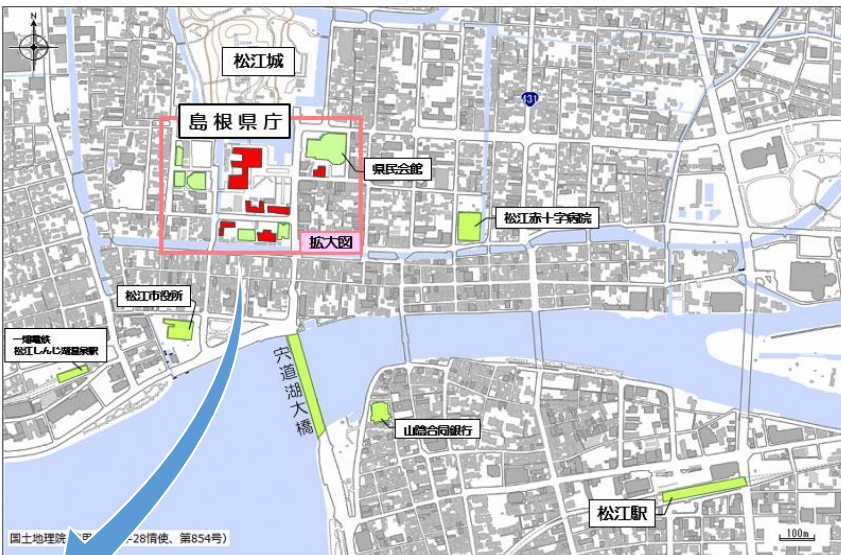 N
松江城
島根県庁
431
県民会館
松江赤十字病院
拡大図
松江市役所
一畑電鉄
松江しんじ湖温泉駅
宍道湖大橋
山陰合同銀行
松江駅
100m
国土地理院
-28情使、第854号)